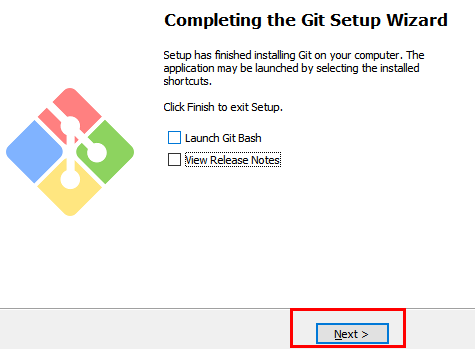 Completing the Git Setup Wizard
Setup has finished installing Git on your computer. The
application may be launched by selecting the installed
shortcuts.
Click Finish to exit Setup.
Launch Git Bash
View Release Notes
Next >